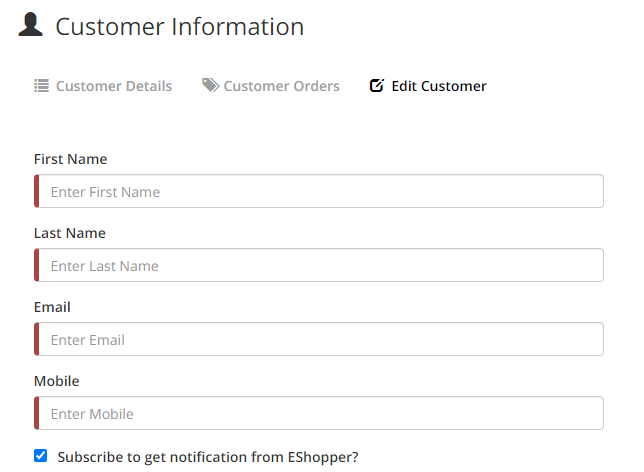 Customer Information
Customer Details Customer Orders Edit Customer
First Name
Enter First Name
Last Name
Enter Last Name
Email
Enter Email
Mobile
Enter Mobile
Subscribe to get notification from EShopper?